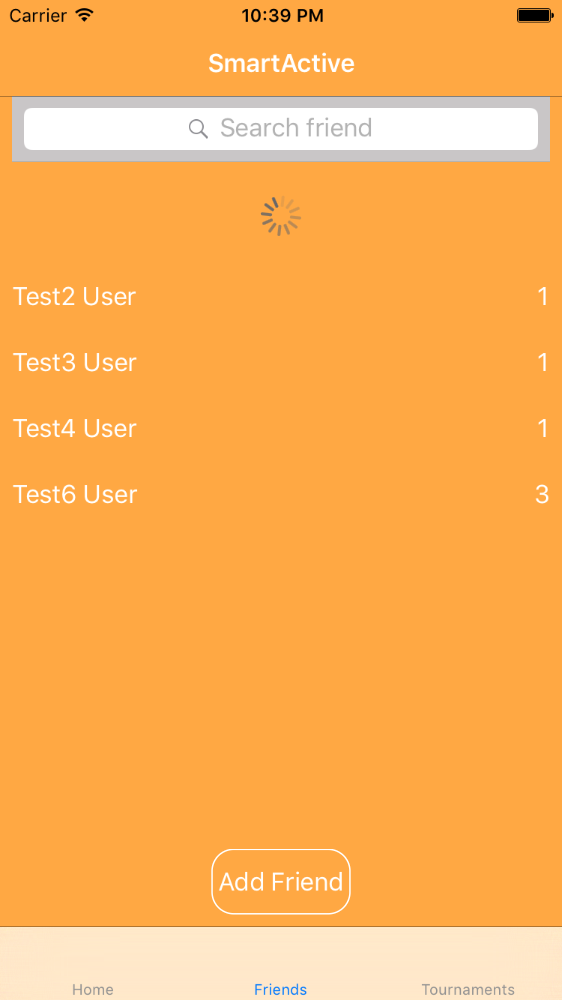 Carrier 10:39 PM
SmartActive
Search friend
Test2 User 1
Test3 User 1
Test4 User 1
Test6 User 3
Add Friend
Home Friends Tournaments